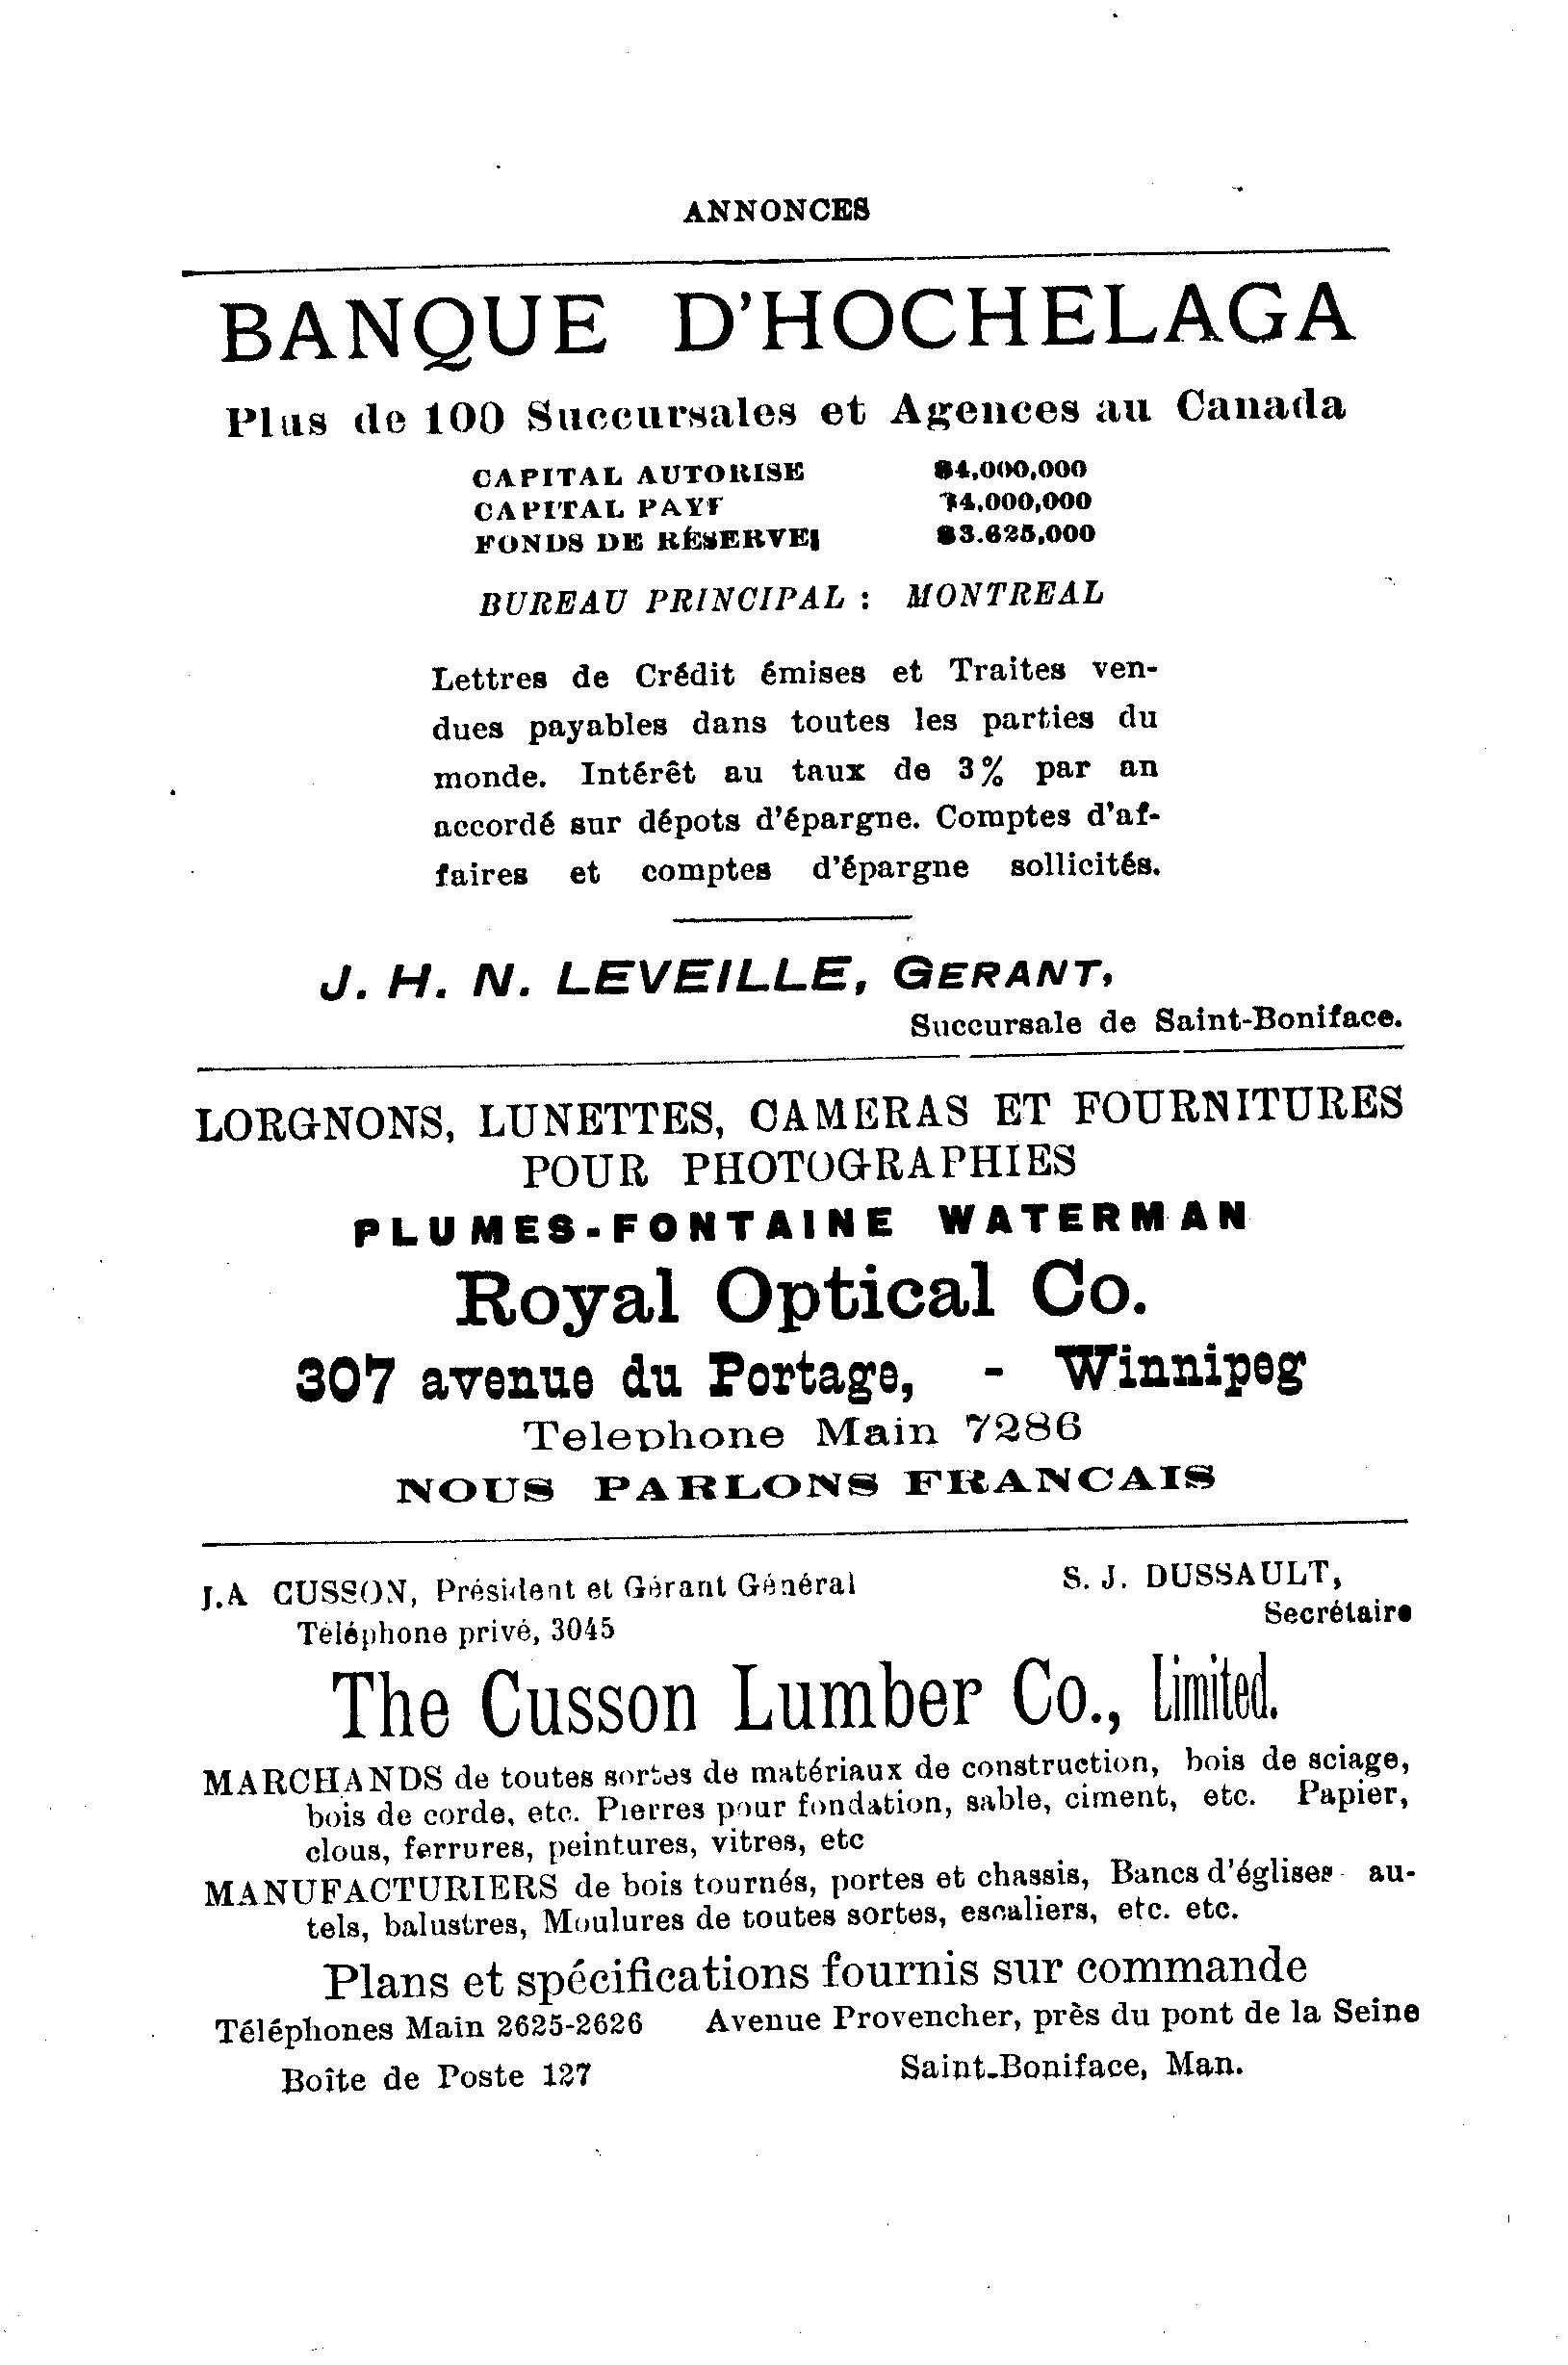 ANNONCES
BANQUE D'HOCHELAGA
Plus de 100 Succursales et Agences au Canada
CAPITAL AUTORISE $4,000,000
CAPITAL PAYE $4,000,000
FONDS DE RÉSERVE $3.625,000
BUREAU PRINCIPAL : MONTREAL
Lettres de Crédit émises et Traites ven-
dues payables dans toutes les parties du
monde. Intérêt au taux de 3% par an
accordé sur dépots d'épargne. Comptes d'af-
faires et comptes d'épargne sollicités.
J. H. N. LEVEILLE, GERANT,
Succursale de Saint-Boniface.
LORGNONS, LUNETTES, CAMERAS ET FOURNITURES
POUR PHOTOGRAPHIES
PLUMES-FONTAINE WATERMAN
Royal Optical Co.
307 avenue du Portage, - Winnipeg
Telephone Main 7286
NOUS PARLONS FRANCAIS
J.A CUSSON, Président et Gérant Général S. J. DUSSAULT,
Téléphone privé, 3045 Secrétaire
The Cusson Lumber Co., Limited.
MARCHANDS de toutes sortes de matériaux de construction, bois de sciage,
bois de corde, etc. Pierres pour fondation, sable, ciment, etc. Papier,
clous, ferrures, peintures, vitres, etc
MANUFACTURIERS de bois tournés, portes et chassis, Bancs d'églises au-
tels, balustres, Moulures de toutes sortes, escaliers, etc. etc.
Plans et spécifications fournis sur commande
Téléphones Main 2625-2626 Avenue Provencher, près du pont de la Seine
Boîte de Poste 127 Saint-Boniface, Man.